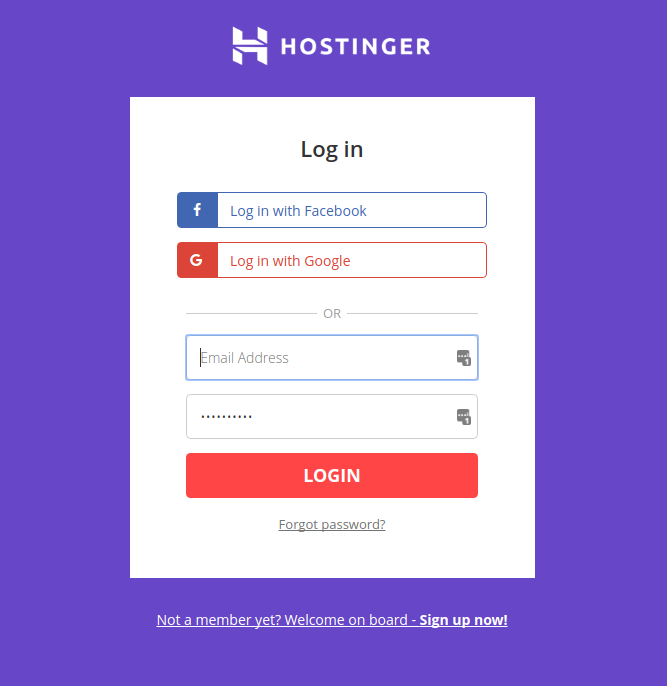 HOSTINGER
Log in
Log in with Facebook
Log in with Google
OR
Email Address
••••••••••
LOGIN
Forgot password?
Not a member yet? Welcome on board - Sign up now!